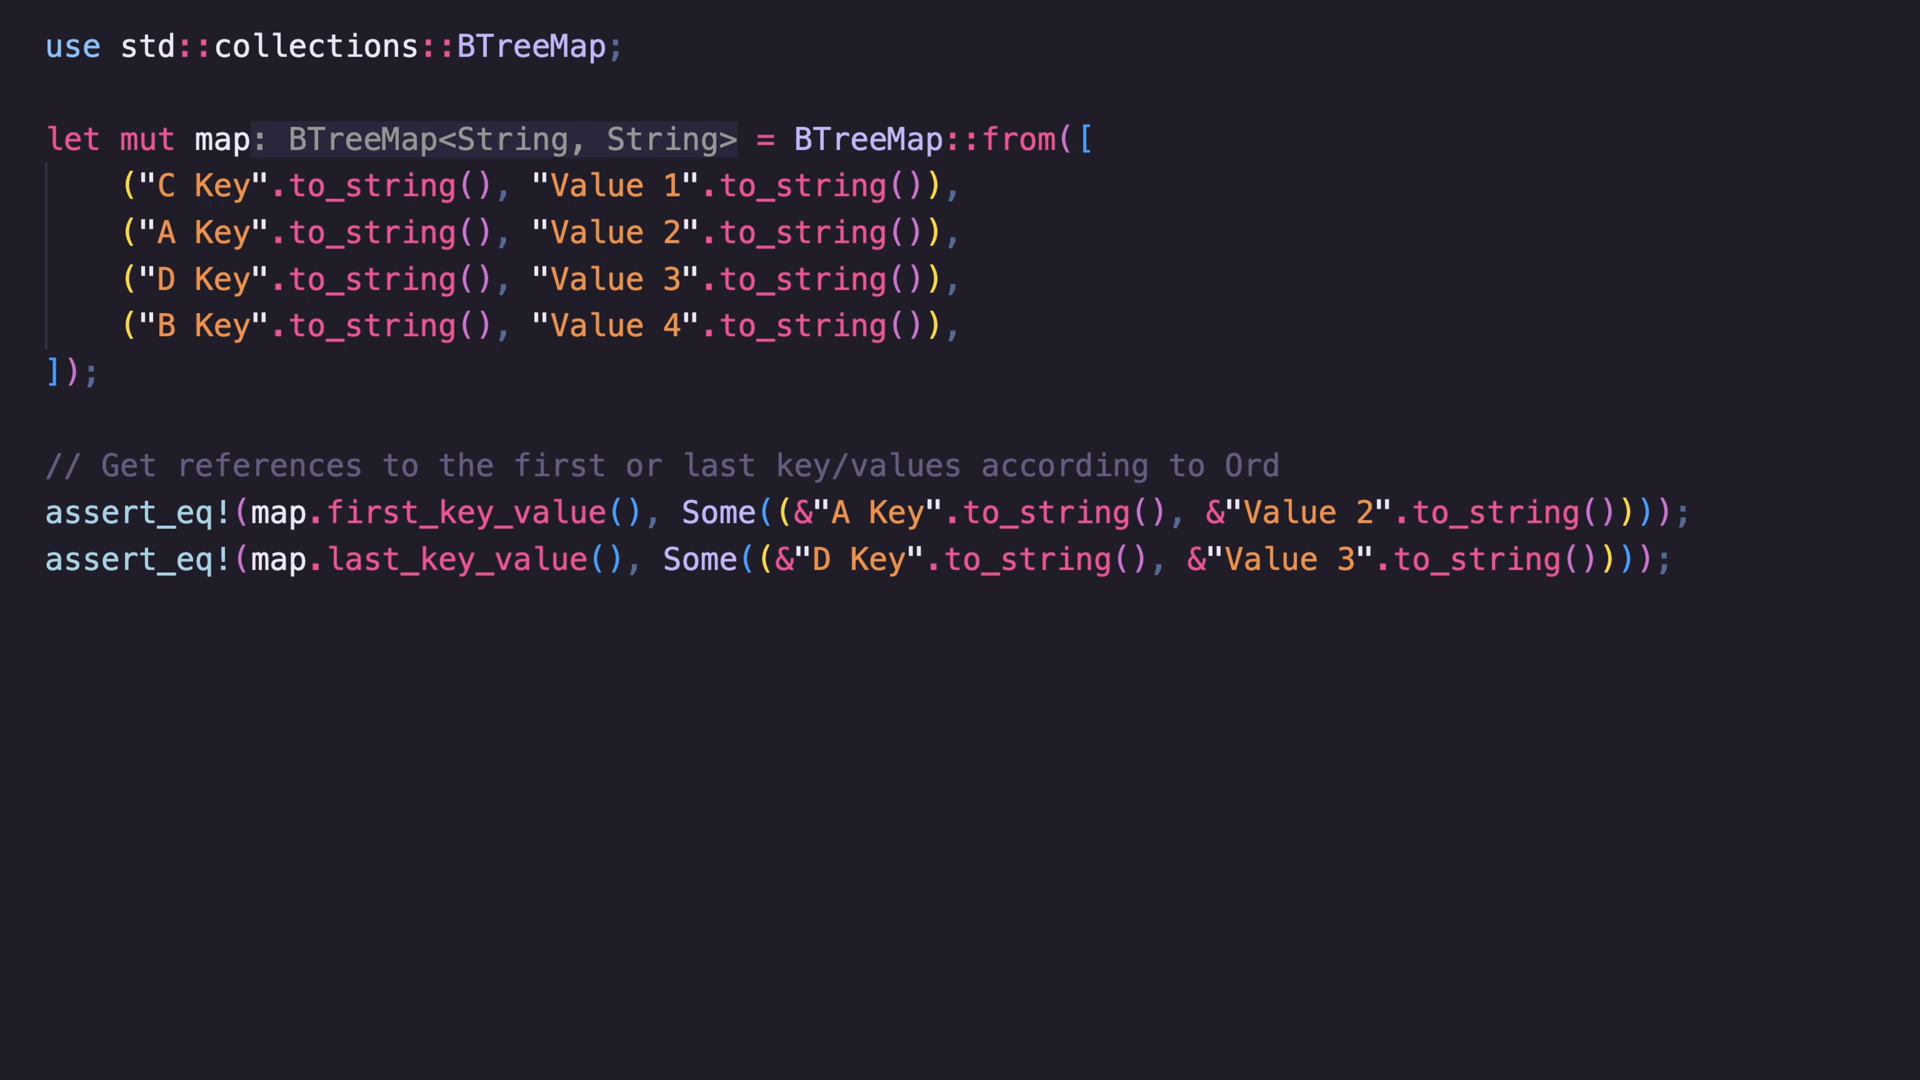 use std::collections::BTreeMap;
let mut map: BTreeMap<String, String> = BTreeMap::from([
("C Key".to_string(), "Value 1".to_string()),
("A Key".to_string(), "Value 2".to_string()),
("D Key".to_string(), "Value 3".to_string()),
("B Key".to_string(), "Value 4".to_string()),
]);
// Get references to the first or last key/values according to Ord
assert_eq!(map.first_key_value(), Some((&"A Key".to_string(), &"Value 2".to_string())));
assert_eq!(map.last_key_value(), Some((&"D Key".to_string(), &"Value 3".to_string())));